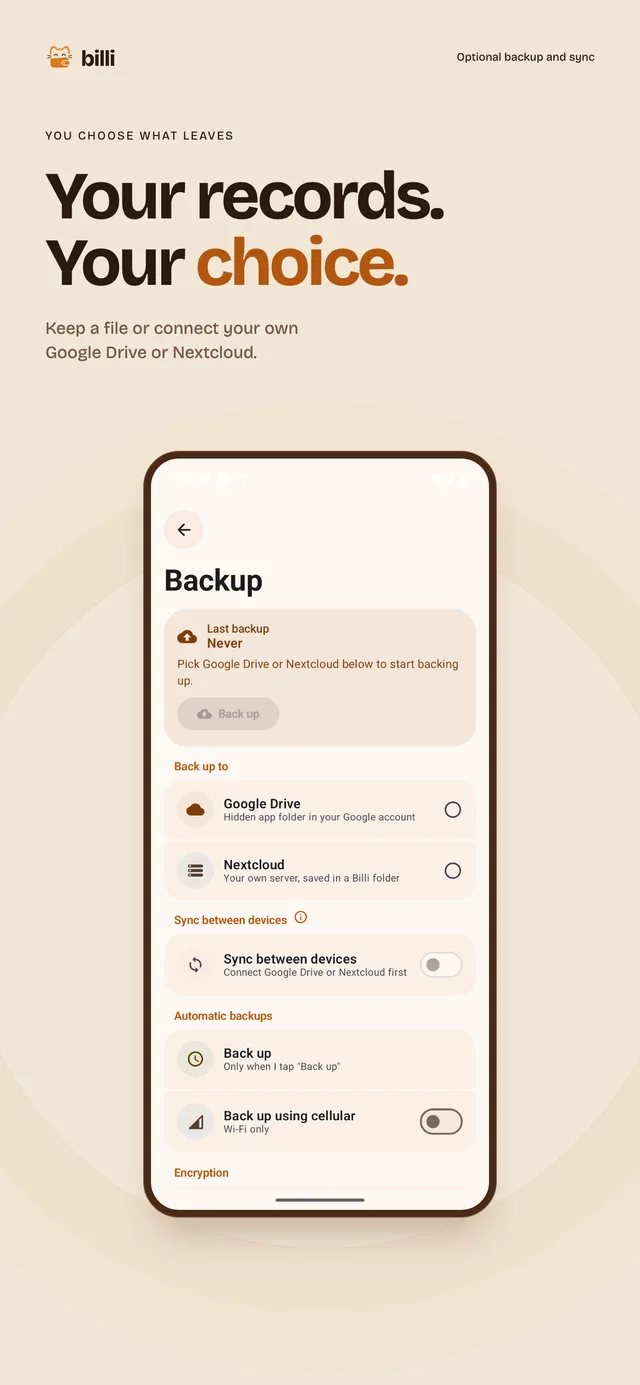 billi
Optional backup and sync
YOU CHOOSE WHAT LEAVES
Your records.
Your choice.
Keep a file or connect your own
Google Drive or Nextcloud.
Backup
Last backup
Never
Pick Google Drive or Nextcloud below to start backing
up.
Back up
Back up to
Google Drive
Hidden app folder in your Google account
Nextcloud
Your own server, saved in a Billi folder
Sync between devices
Sync between devices
Connect Google Drive or Nextcloud first
Automatic backups
Back up
Only when I tap "Back up"
Back up using cellular
Wi-Fi only
Encryption